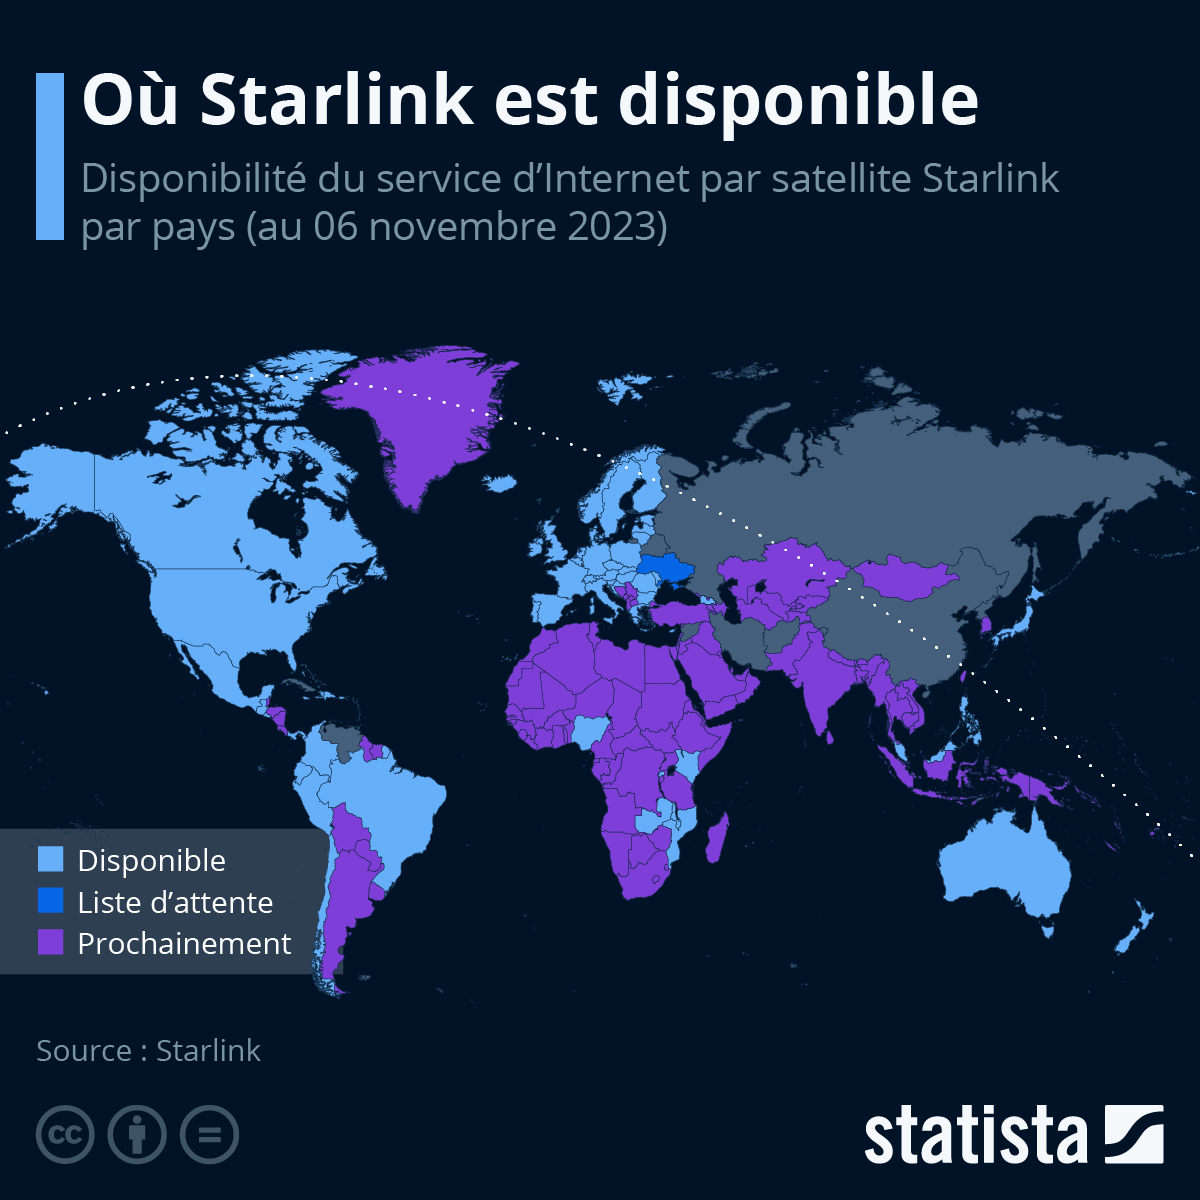 Où Starlink est disponible
Disponibilité du service d’Internet par satellite Starlink
par pays (au 06 novembre 2023)
Disponible
Liste d’attente
Prochainement
Source : Starlink
cc
statista